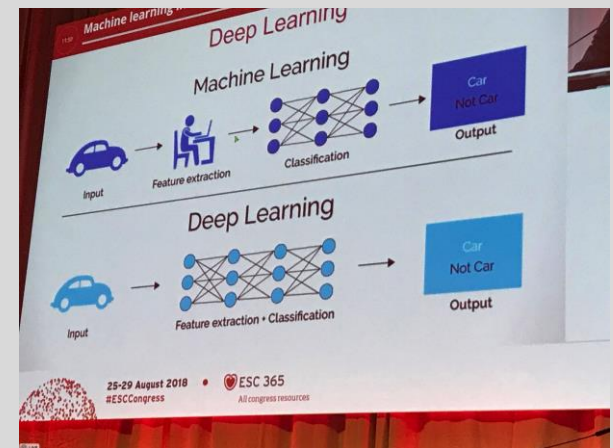 Machine learning
Deep Learning
Machine Learning
Input
Feature extraction
Classification
Car
Not Car
Output
Deep Learning
Input
Feature extraction + Classification
Car
Not Car
Output
25-29 August 2018
#ESCCongress
ESC 365
All congress resources